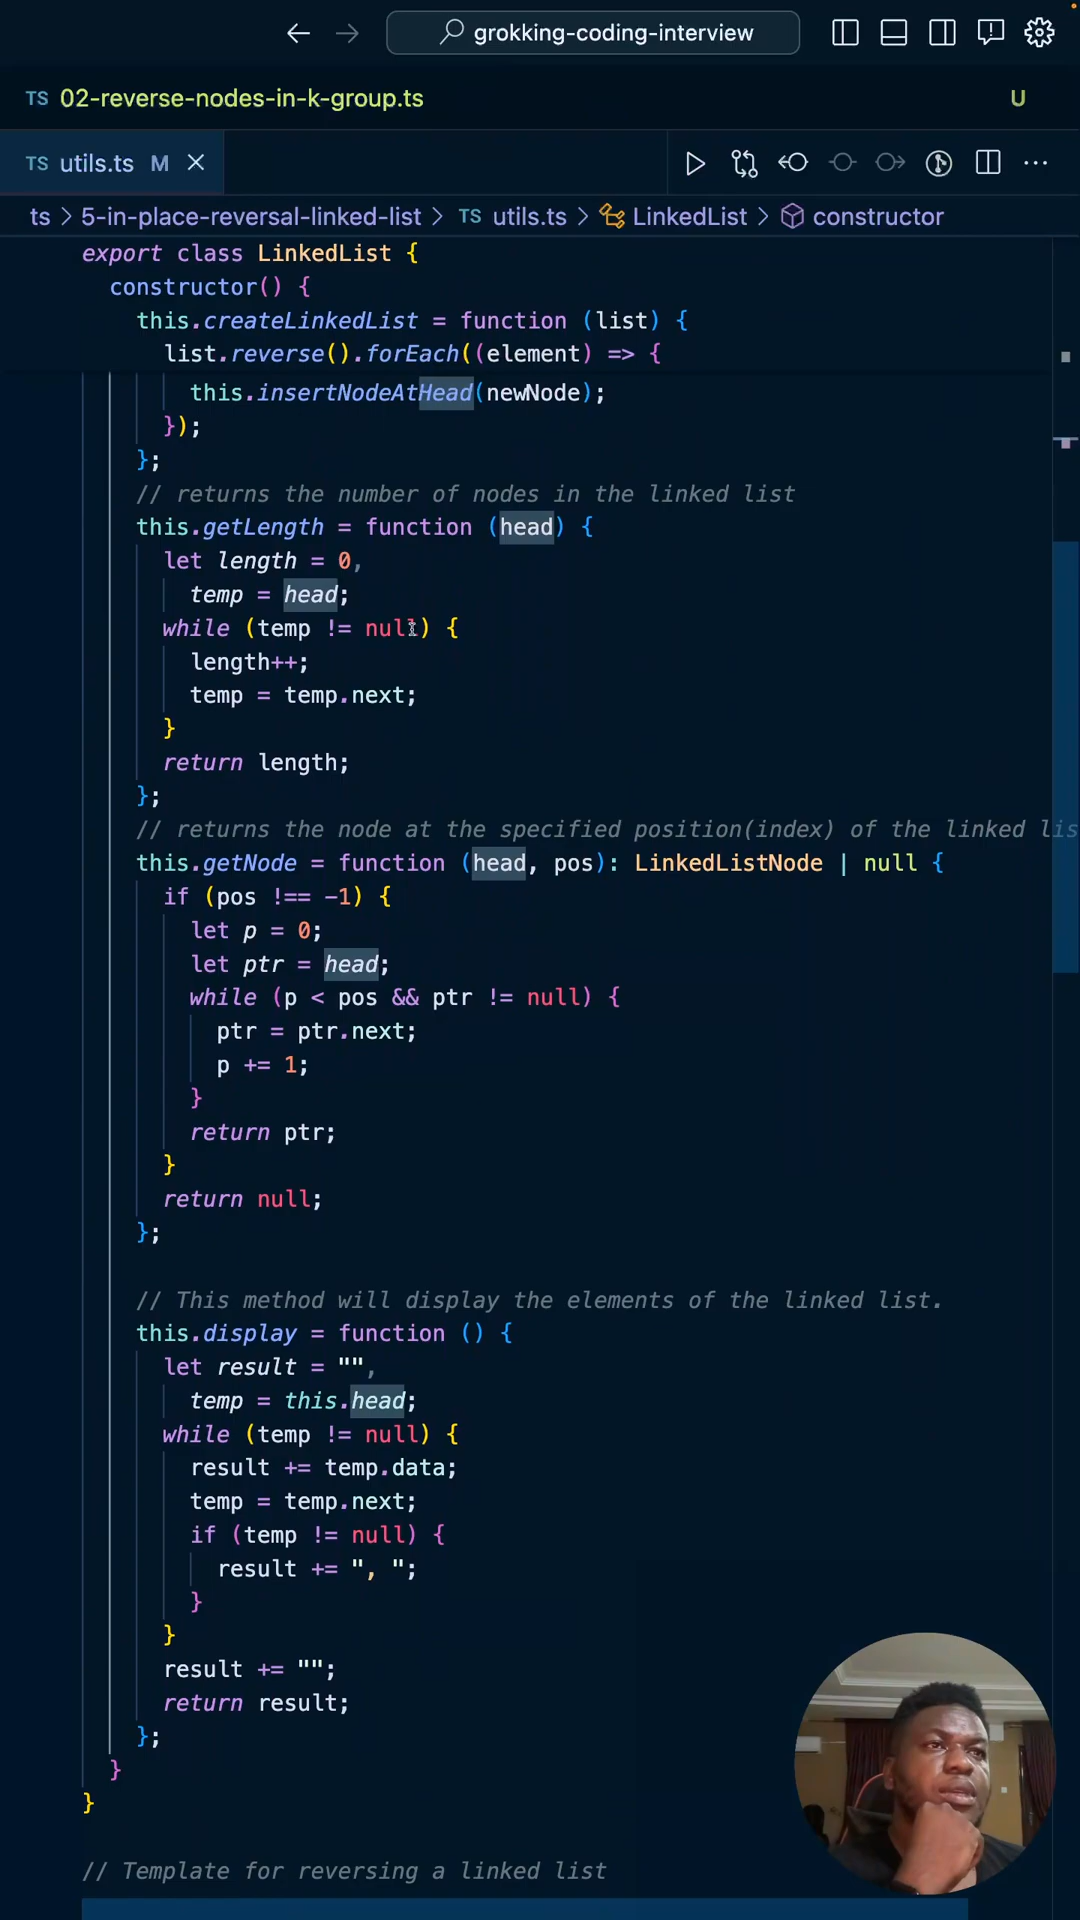 grokking-coding-interview
TS 02-reverse-nodes-in-k-group.ts U
TS utils.ts M
ts > 5-in-place-reversal-linked-list > TS utils.ts > LinkedList > constructor
export class LinkedList {
constructor() {
this.createLinkedList = function (list) {
list.reverse().forEach((element) => {
this.insertNodeAtHead(newNode);
});
};
// returns the number of nodes in the linked list
this.getLength = function (head) {
let length = 0,
temp = head;
while (temp != null) {
length++;
temp = temp.next;
}
return length;
};
// returns the node at the specified position(index) of the linked lis
this.getNode = function (head, pos): LinkedListNode | null {
if (pos !== -1) {
let p = 0;
let ptr = head;
while (p < pos && ptr != null) {
ptr = ptr.next;
p += 1;
}
return ptr;
}
return null;
};
// This method will display the elements of the linked list.
this.display = function () {
let result = "",
temp = this.head;
while (temp != null) {
result += temp.data;
temp = temp.next;
if (temp != null) {
result += ", ";
}
}
result += "";
return result;
};
}
}
// Template for reversing a linked list